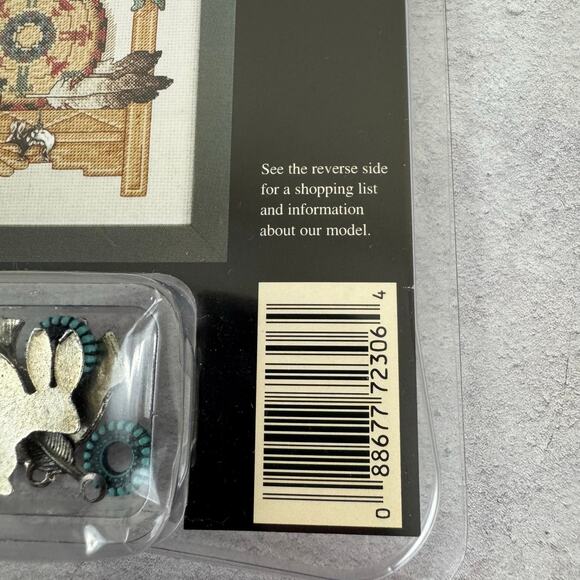 See the reverse side
for a shopping list
and information
about our model.
0 88677 72306 4